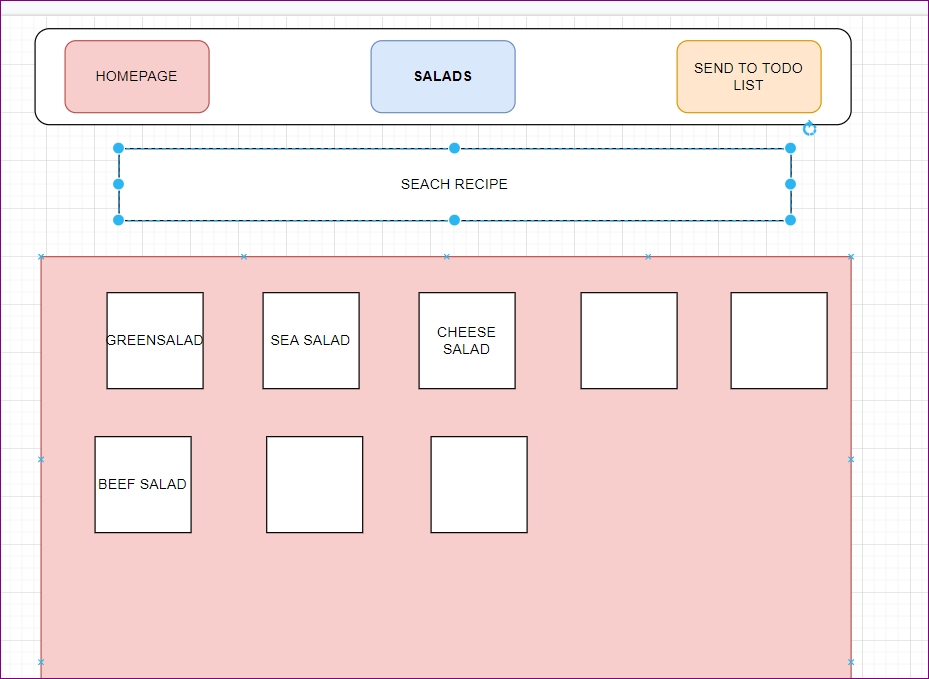 HOMEPAGE
SALADS
SEND TO TODO
LIST
SEACH RECIPE
GREENSALAD
SEA SALAD
CHEESE
SALAD
BEEF SALAD